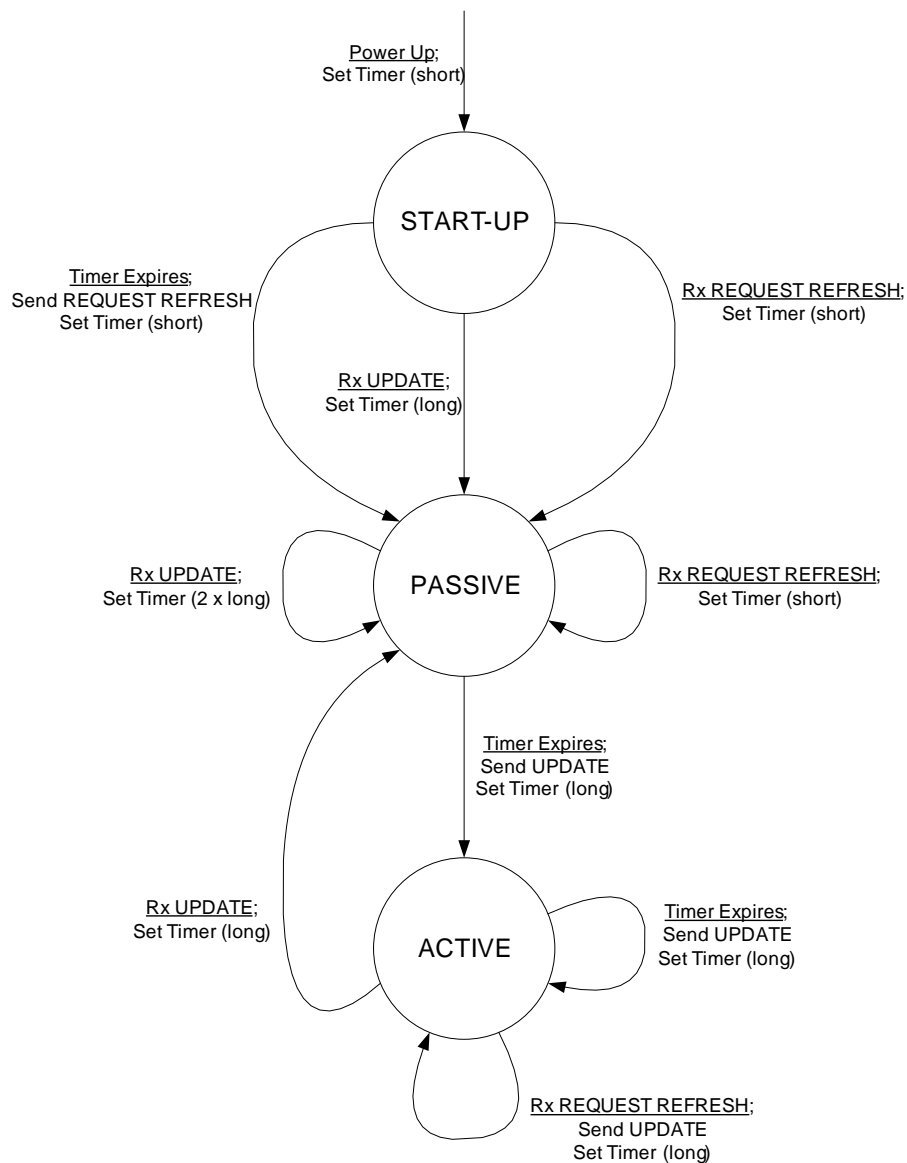 Power Up;
Set Timer (short)
START-UP
Timer Expires;
Send REQUEST REFRESH
Set Timer (short)
Rx REQUEST REFRESH;
Set Timer (short)
Rx UPDATE;
Set Timer (long)
Rx UPDATE;
Set Timer (2 x long)
PASSIVE
Rx REQUEST REFRESH;
Set Timer (short)
Timer Expires;
Send UPDATE
Set Timer (long)
Rx UPDATE;
Set Timer (long)
ACTIVE
Timer Expires;
Send UPDATE
Set Timer (long)
Rx REQUEST REFRESH;
Send UPDATE
Set Timer (long)